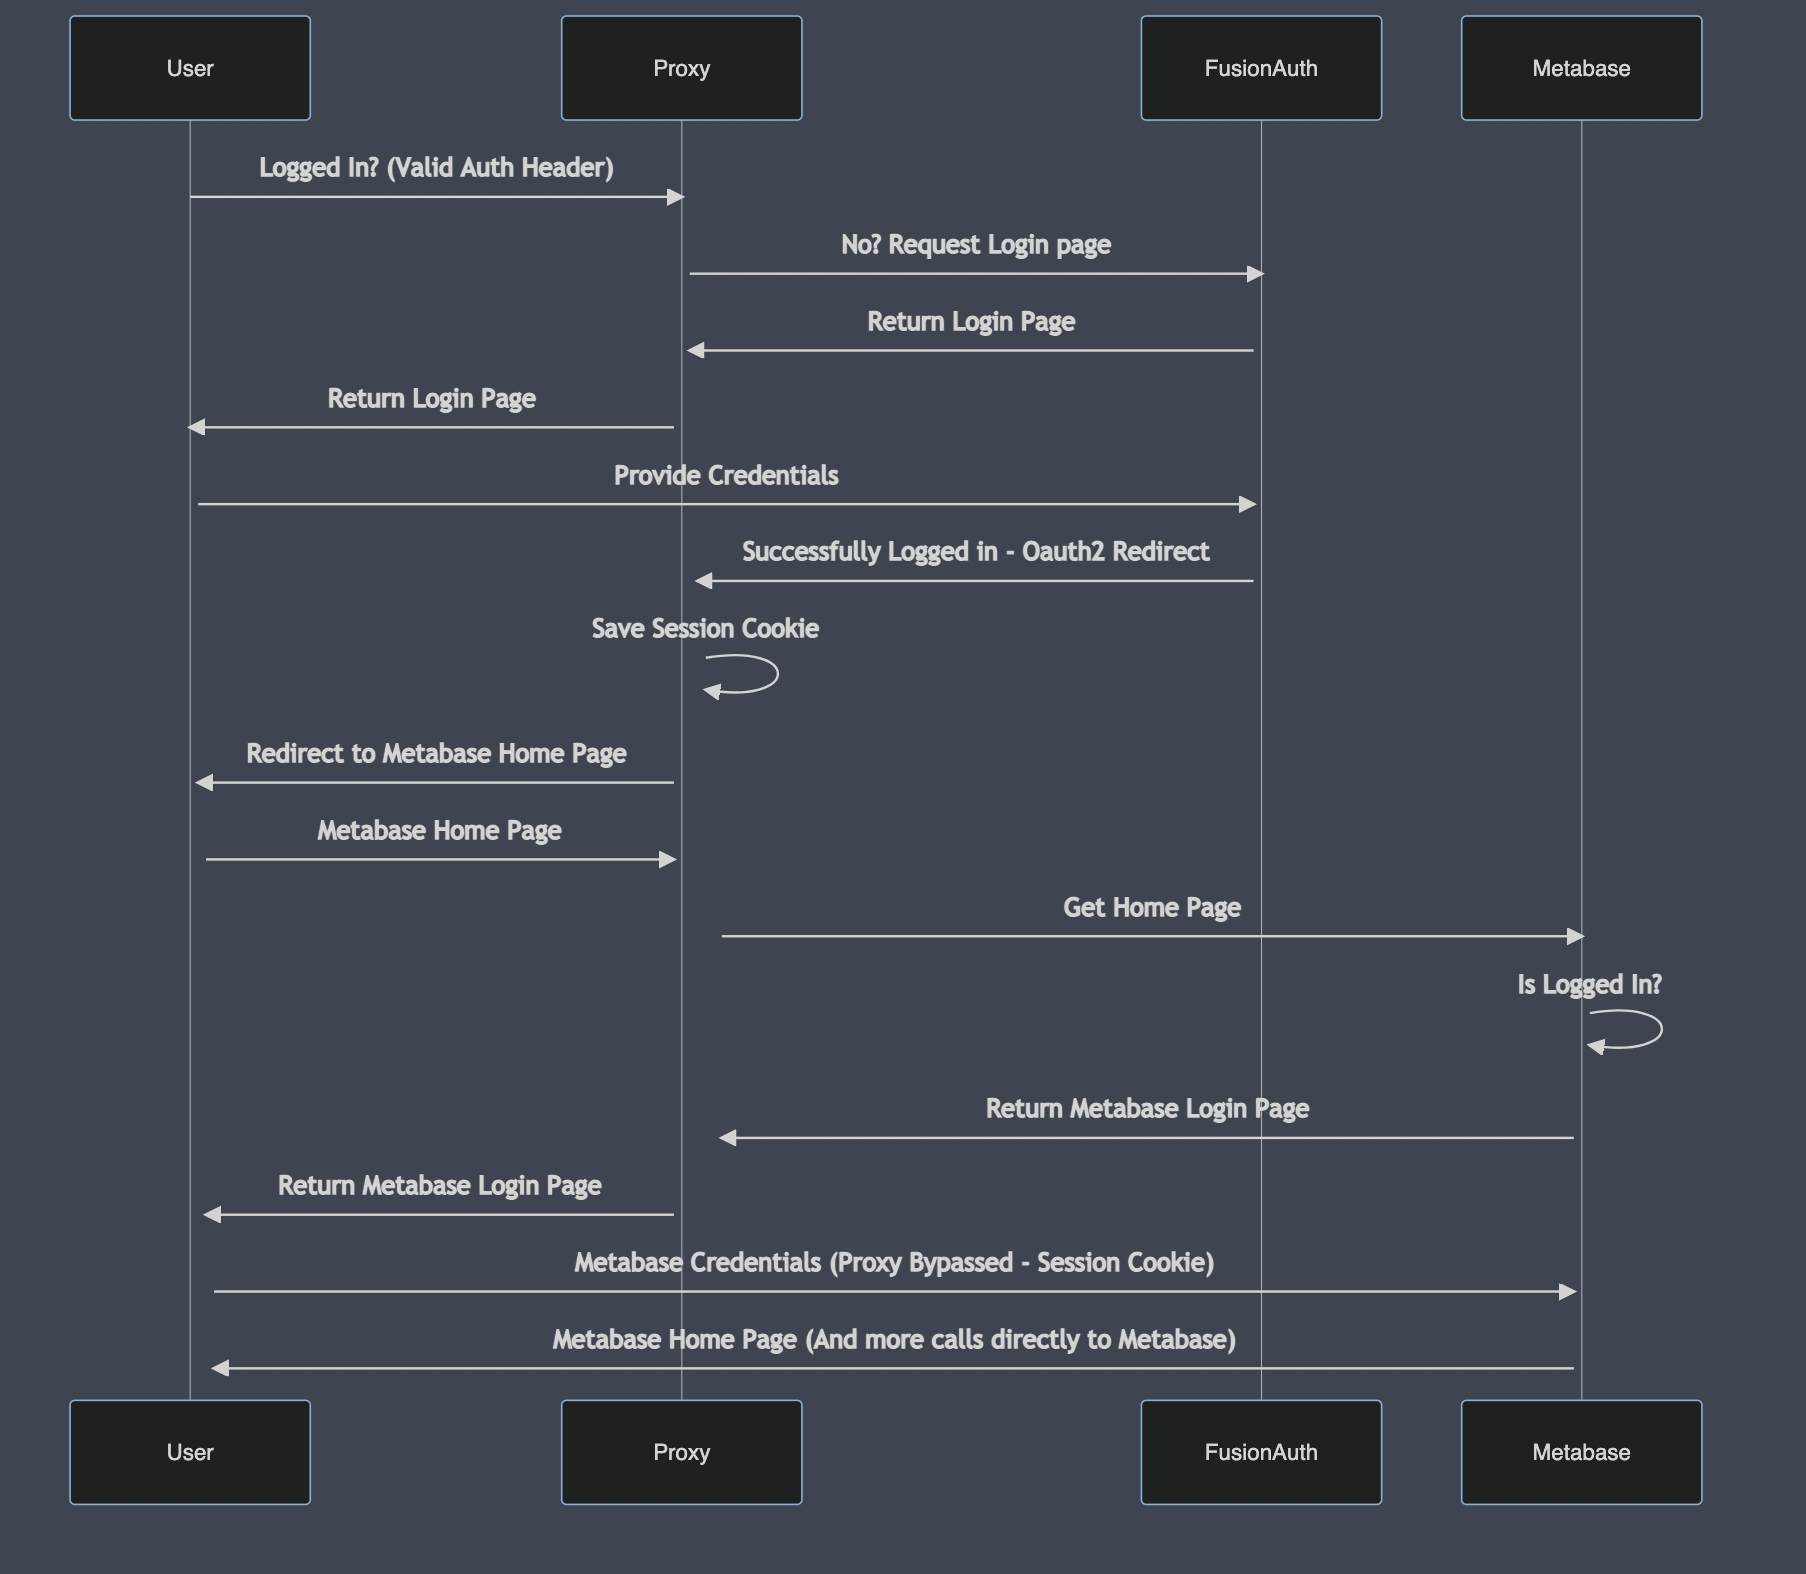 User
Proxy
FusionAuth
Metabase
Logged In? (Valid Auth Header)
No? Request Login page
Return Login Page
Return Login Page
Provide Credentials
Successfully Logged in - Oauth2 Redirect
Save Session Cookie
Redirect to Metabase Home Page
Metabase Home Page
Get Home Page
Is Logged In?
Return Metabase Login Page
Return Metabase Login Page
Metabase Credentials (Proxy Bypassed - Session Cookie)
Metabase Home Page (And more calls directly to Metabase)
User
Proxy
FusionAuth
Metabase